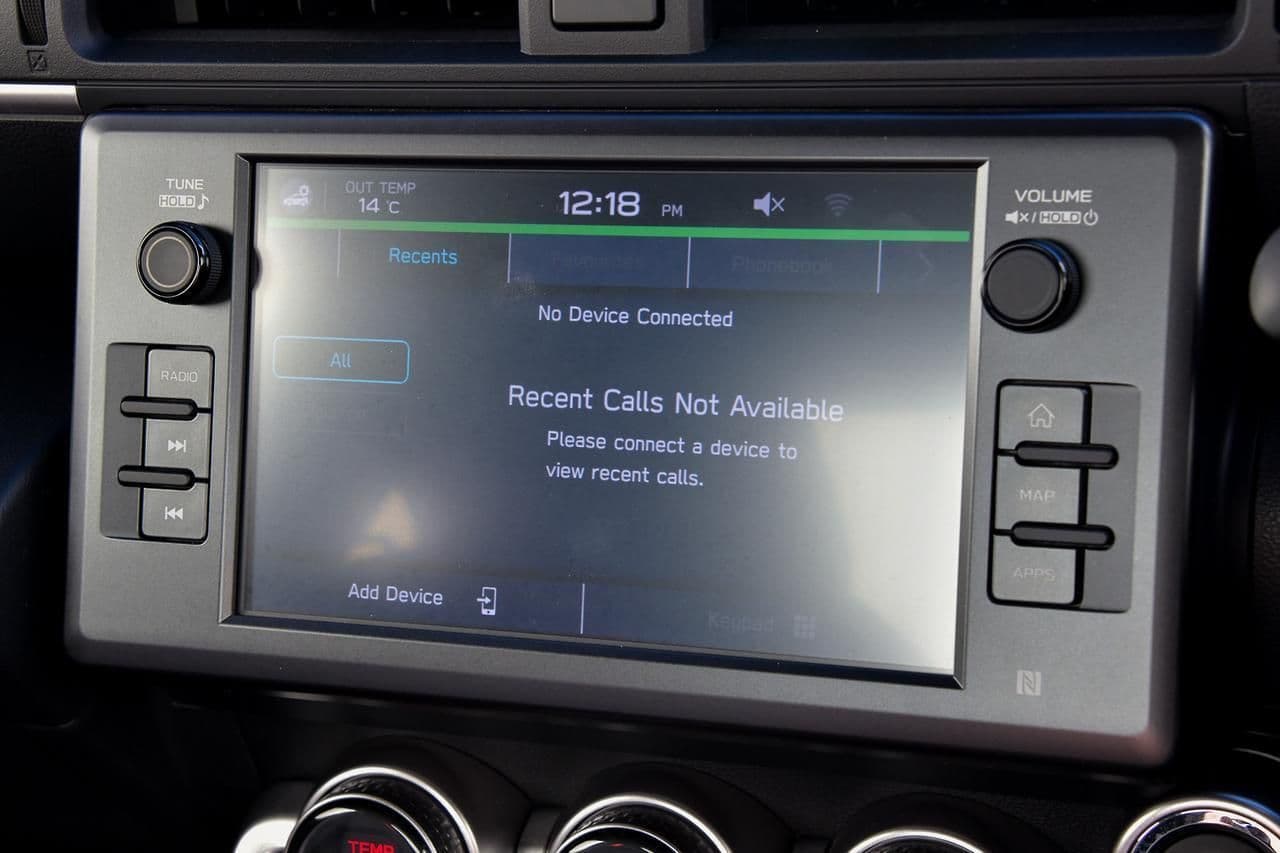 TUNE
HOLD
OUT TEMP
14 °C
12:18 PM
VOLUME
HOLD
Recents
Favourites
Phonebook
No Device Connected
All
Recent Calls Not Available
Please connect a device to
view recent calls.
Add Device
Keypad
RADIO
MAP
APPS
TEMP